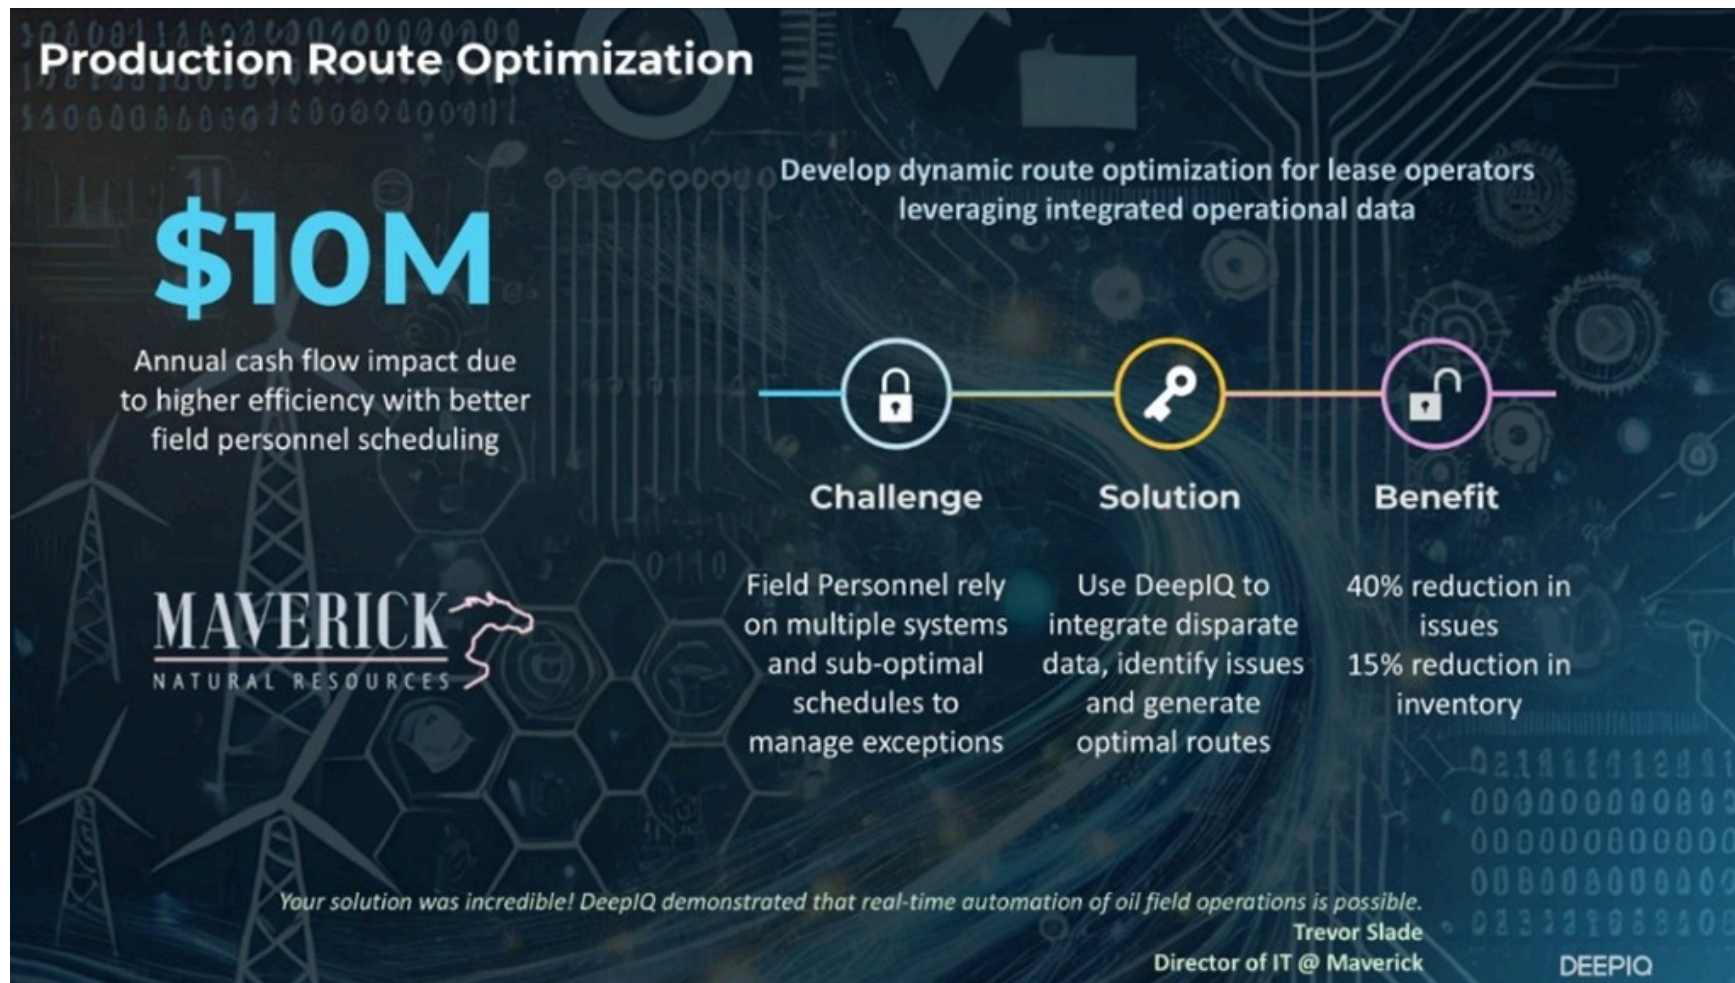 Production Route Optimization
$10M
Annual cash flow impact due
to higher efficiency with better
field personnel scheduling
MAVERICK
NATURAL RESOURCES
Develop dynamic route optimization for lease operators
leveraging integrated operational data
Challenge
Field Personnel rely
on multiple systems
and sub-optimal
schedules to
manage exceptions
Solution
Use DeepIQ to
integrate disparate
data, identify issues
and generate
optimal routes
Benefit
40% reduction in
issues
15% reduction in
inventory
Your solution was incredible! DeepIQ demonstrated that real-time automation of oil field operations is possible.
Trevor Slade
Director of IT @ Maverick
DEEPIQ